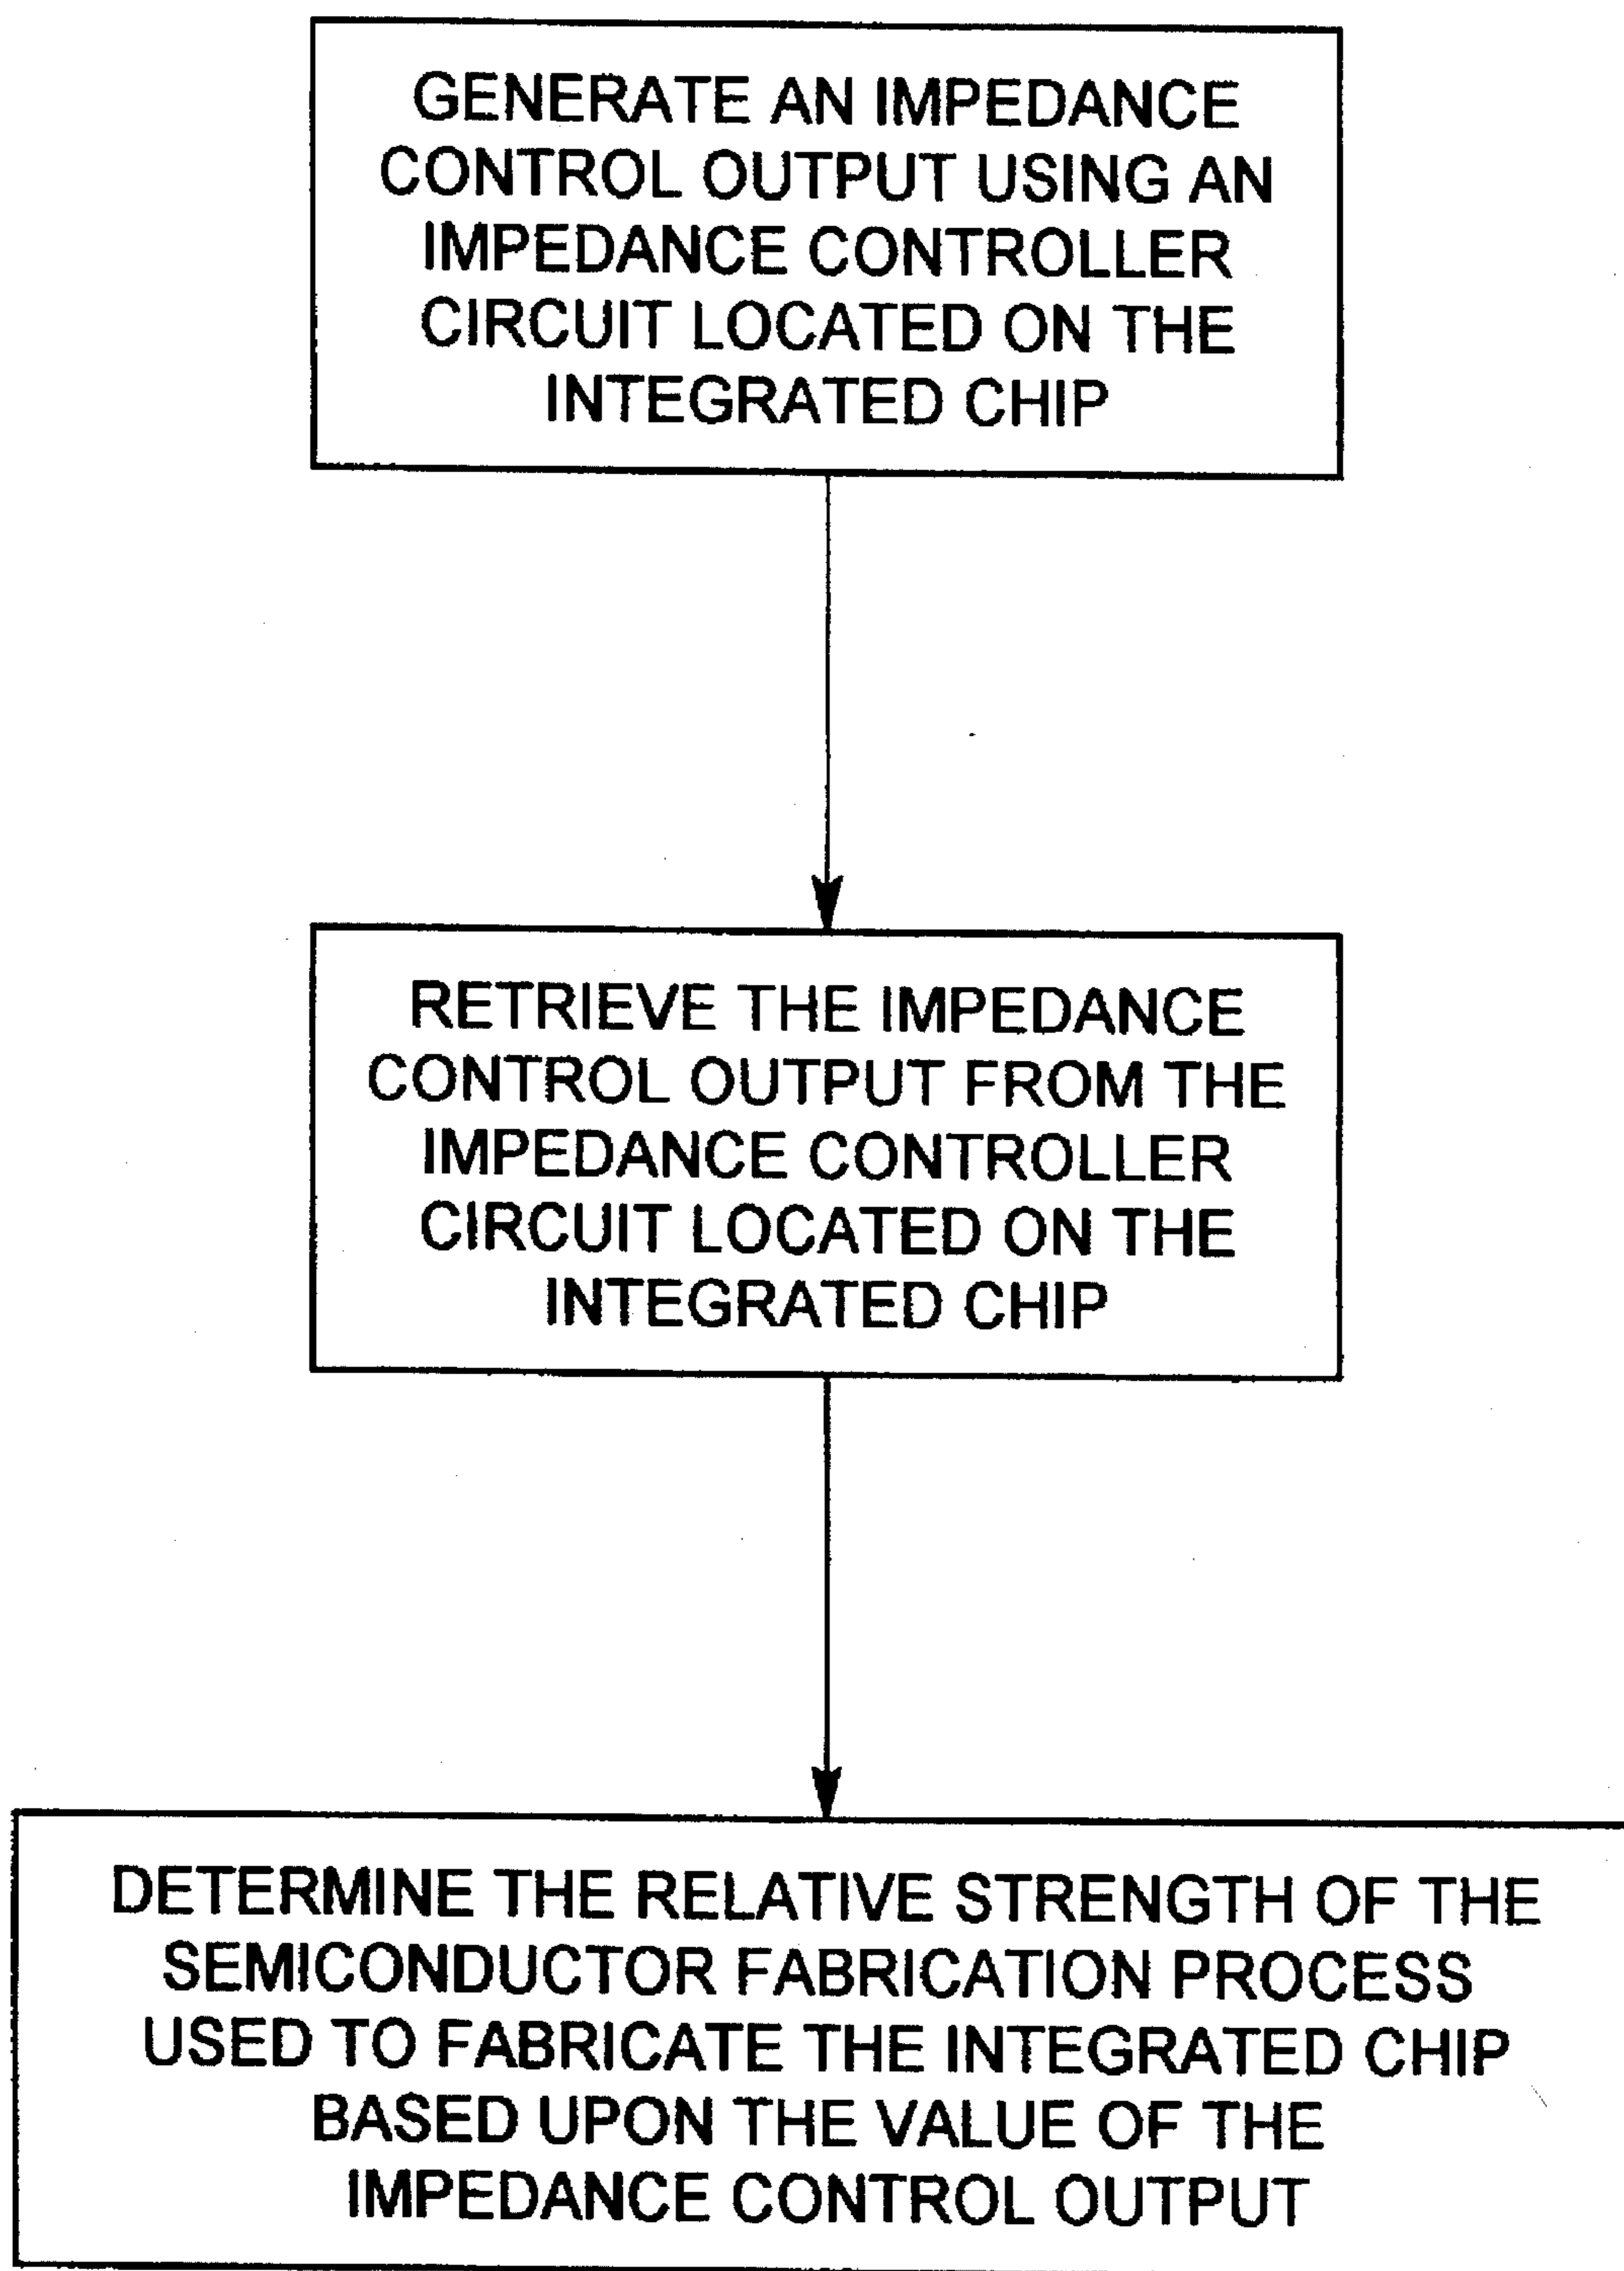 GENERATE AN IMPEDANCE
CONTROL OUTPUT USING AN
IMPEDANCE CONTROLLER
CIRCUIT LOCATED ON THE
INTEGRATED CHIP
RETRIEVE THE IMPEDANCE
CONTROL OUTPUT FROM THE
IMPEDANCE CONTROLLER
CIRCUIT LOCATED ON THE
INTEGRATED CHIP
DETERMINE THE RELATIVE STRENGTH OF THE
SEMICONDUCTOR FABRICATION PROCESS
USED TO FABRICATE THE INTEGRATED CHIP
BASED UPON THE VALUE OF THE
IMPEDANCE CONTROL OUTPUT